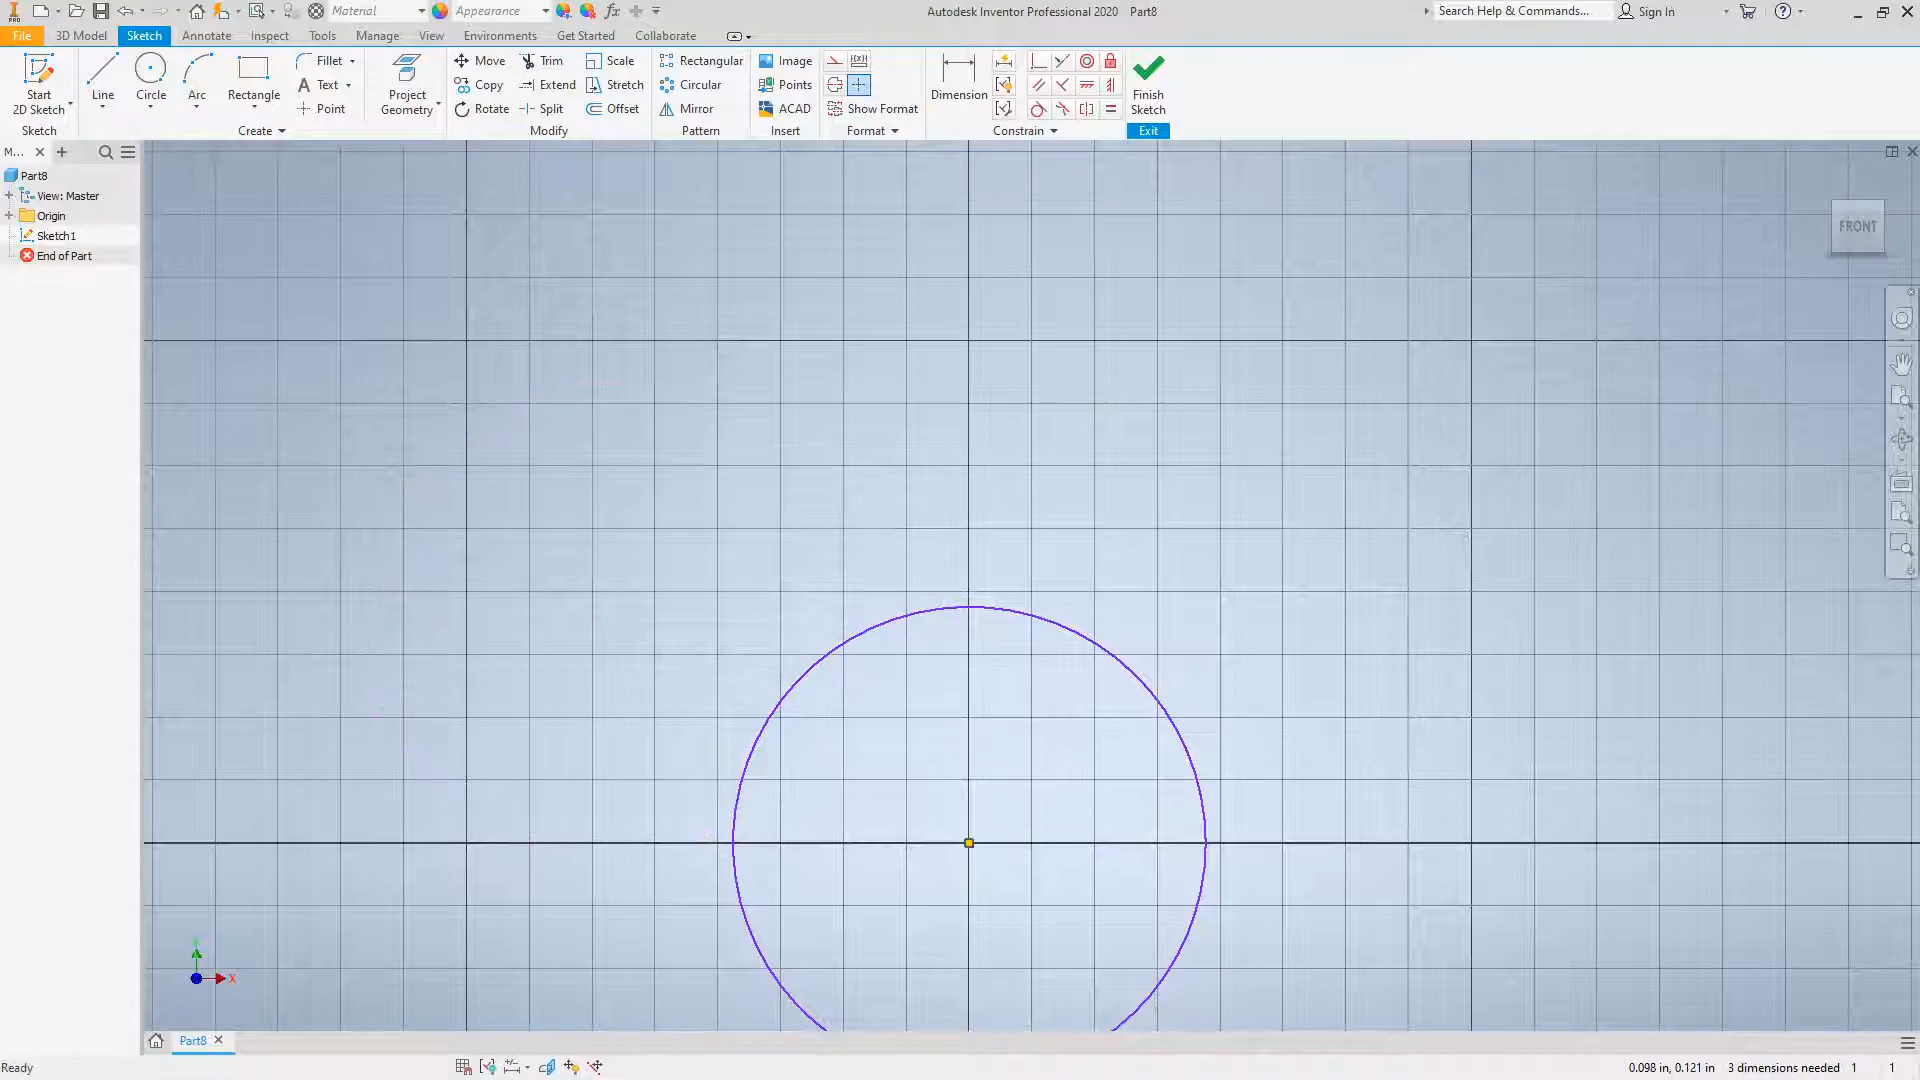 Material
Appearance
fx
Autodesk Inventor Professional 2020 Part8
Search Help & Commands...
Sign In
File 3D Model Sketch Annotate Inspect Tools Manage View Environments Get Started Collaborate
Start
2D Sketch
Line
Circle
Arc
Rectangle
Fillet
Text
Point
Project
Geometry
Move
Copy
Rotate
Trim
Extend
Split
Scale
Stretch
Offset
Rectangular
Circular
Mirror
Image
Points
ACAD
Show Format
Dimension
Finish
Sketch
Sketch Create Modify Pattern Insert Format Constrain Exit
M...
Part8
View: Master
Origin
Sketch1
End of Part
FRONT
X
Part8
Ready
0.098 in, 0.121 in 3 dimensions needed 1 1